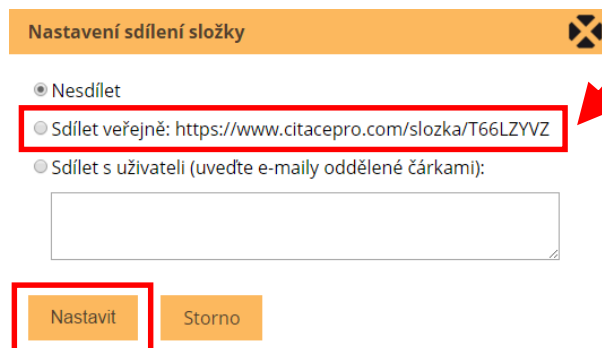 Nastavení sdílení složky
Nesdílet
Sdílet veřejně: https://www.citacepro.com/slozka/T66LZYVZ
Sdílet s uživateli (uveďte e-maily oddělené čárkami):
Nastavit Storno